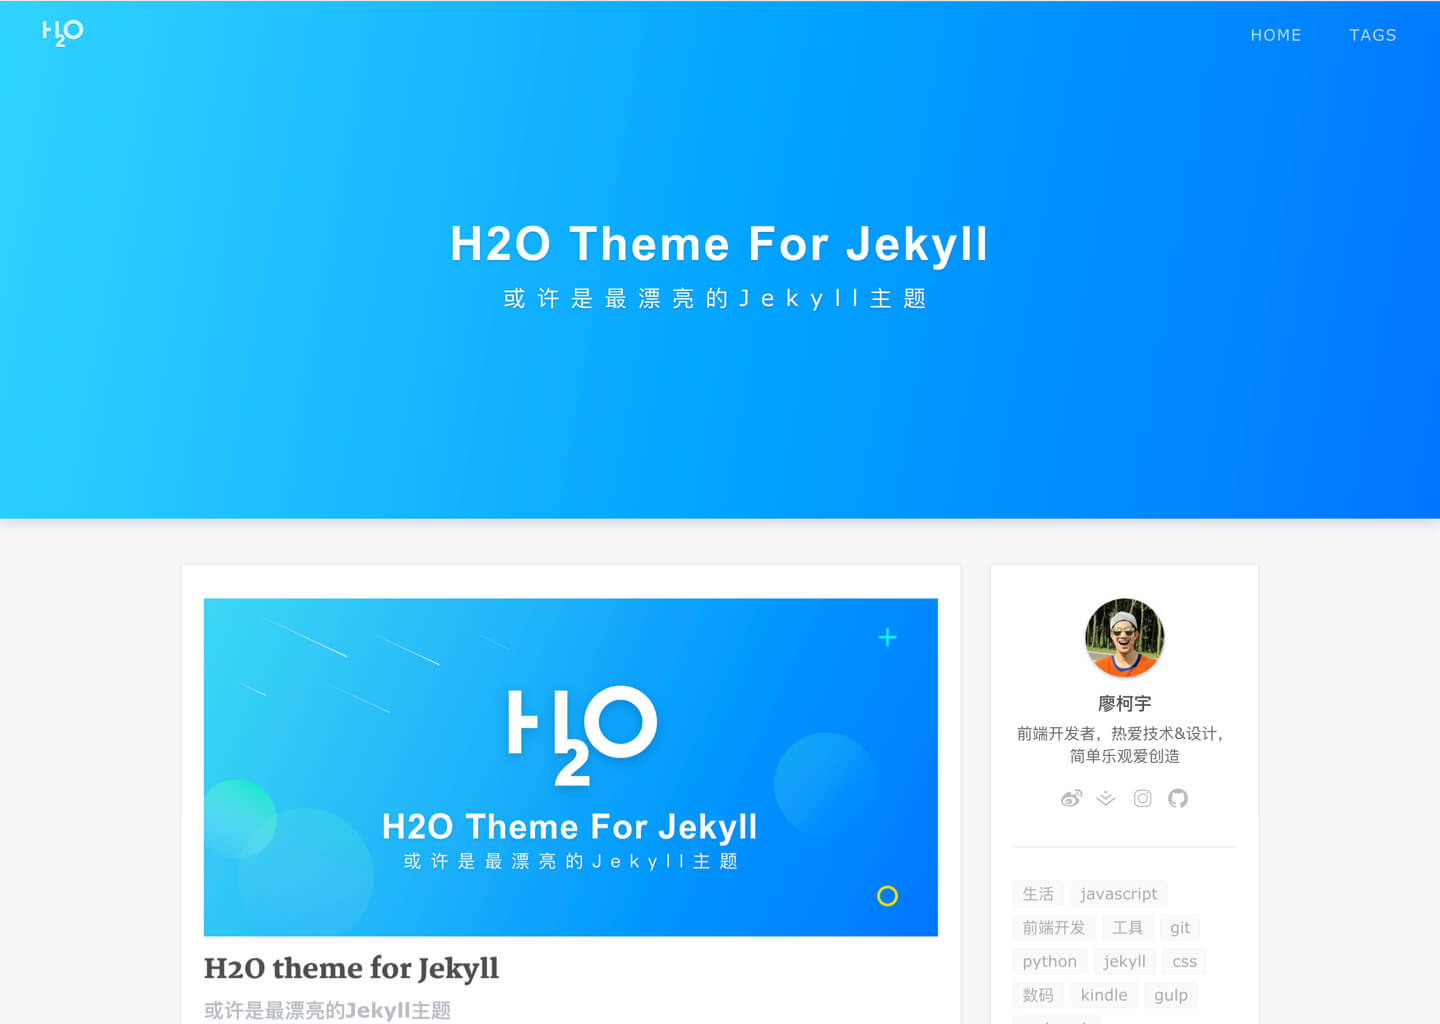 H2O
HOME TAGS
H2O Theme For Jekyll
或许是最漂亮的Jekyll主题
H2O
H2O Theme For Jekyll
或许是最漂亮的Jekyll主题
H2O theme for Jekyll
或许是最漂亮的Jekyll主题
廖柯宇
前端开发者，热爱技术&设计，
简单乐观爱创造
生活 javascript
前端开发 工具 git
python jekyll css
数码 kindle gulp